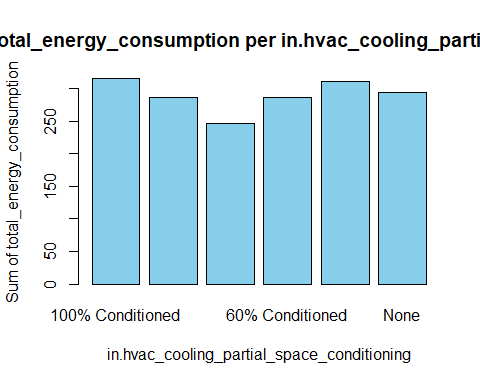 otal_energy_consumption per in.hvac_cooling_parti
Sum of total_energy_consumption
250
150
50
0
100% Conditioned 60% Conditioned None
in.hvac_cooling_partial_space_conditioning